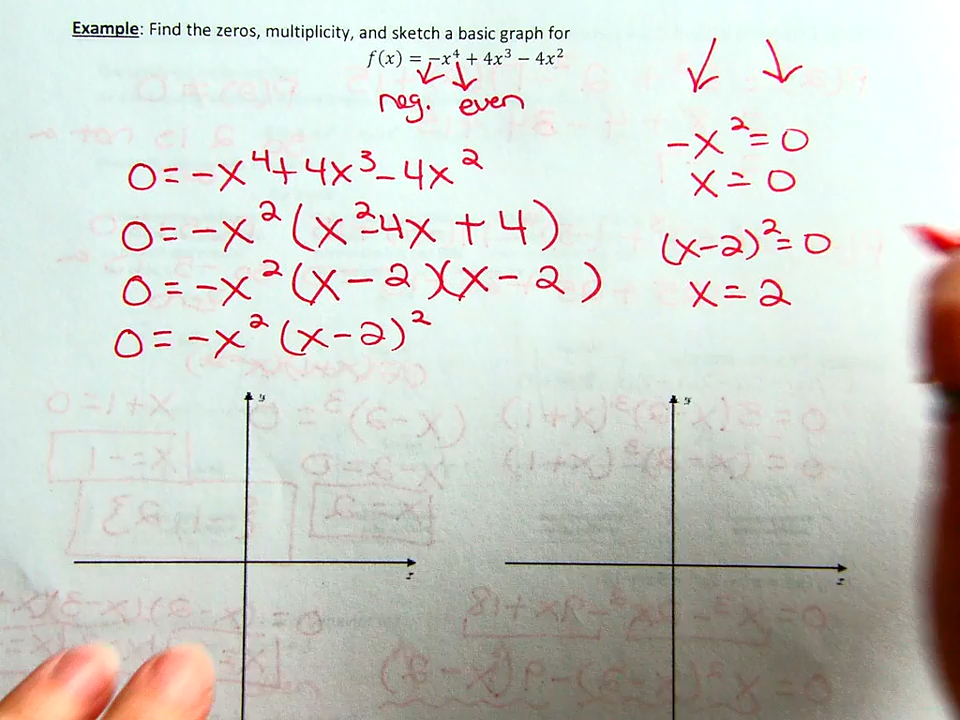 Example: Find the zeros, multiplicity, and sketch a basic graph for
f(x) = −x⁴ + 4x³ − 4x²
neg. even
0 = −x⁴ + 4x³ − 4x²
0 = −x² (x² − 4x + 4)
0 = −x² (x − 2)(x − 2)
0 = −x² (x − 2)²
−x² = 0
x = 0
(x − 2)² = 0
x = 2
y
x
y
x